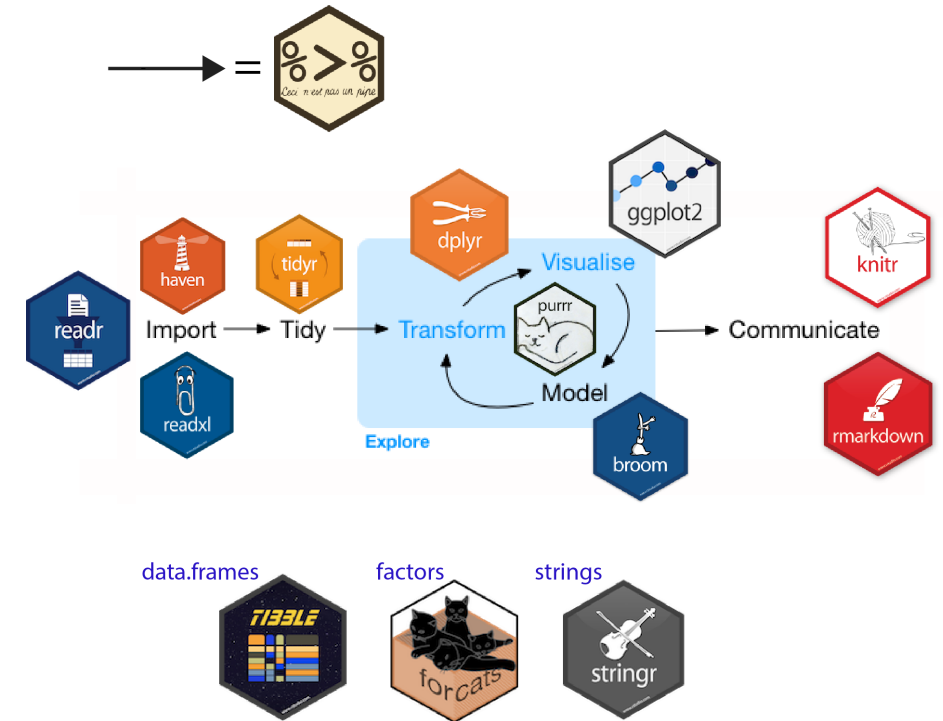 =
%>%
Ceci n'est pas un pipe
dplyr
ggplot2
haven
tidyr
Visualise
knitr
readr
Import
Tidy
Transform
purrr
Communicate
readxl
Model
Explore
broom
rmarkdown
data.frames
factors
strings
TIBBLE
forcats
stringr